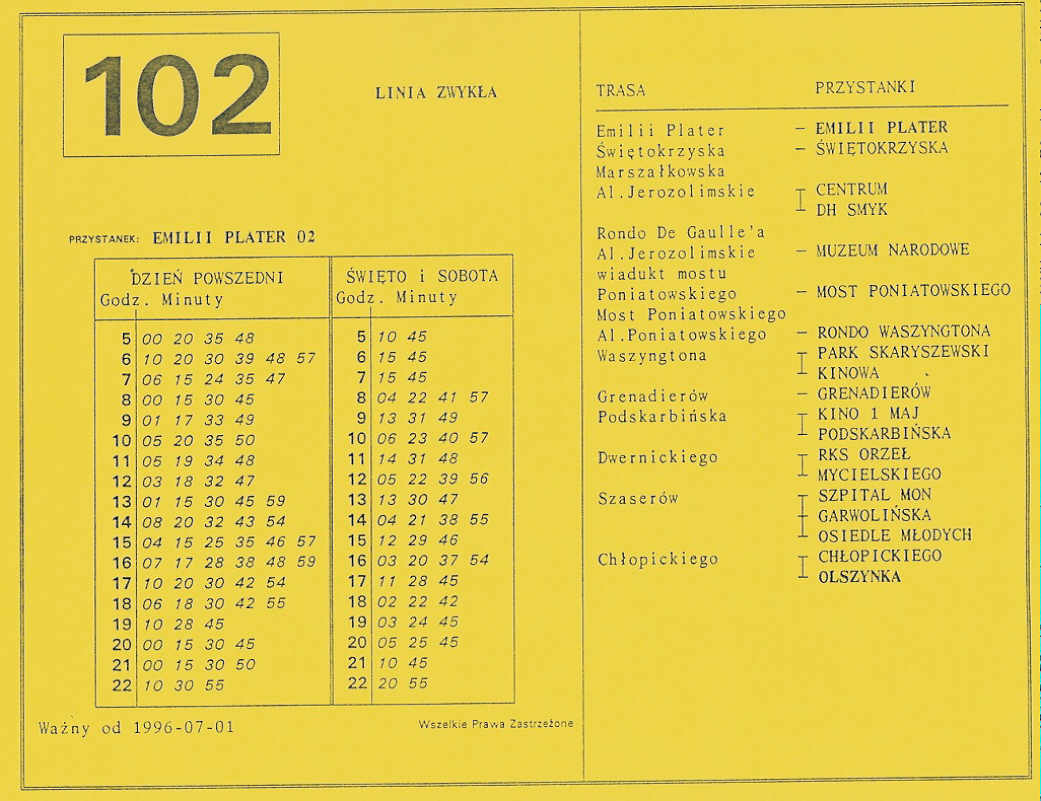 102
LINIA ZWYKŁA
PRZYSTANEK: EMILII PLATER 02
DZIEŃ POWSZEDNI
Godz. Minuty
5 00 20 35 48
6 10 20 30 39 48 57
7 06 15 24 35 47
8 00 15 30 45
9 01 17 33 49
10 05 20 35 50
11 05 19 34 48
12 03 18 32 47
13 01 15 30 45 59
14 08 20 32 43 54
15 04 15 25 35 46 57
16 07 17 28 38 48 59
17 10 20 30 42 54
18 06 18 30 42 55
19 10 28 45
20 00 15 30 45
21 00 15 30 50
22 10 30 55
ŚWIĘTO i SOBOTA
Godz. Minuty
5 10 45
6 15 45
7 15 45
8 04 22 41 57
9 13 31 49
10 06 23 40 57
11 14 31 48
12 05 22 39 56
13 13 30 47
14 04 21 38 55
15 12 29 46
16 03 20 37 54
17 11 28 45
18 02 22 42
19 03 24 45
20 05 25 45
21 10 45
22 20 55
Ważny od 1996-07-01
Wszelkie Prawa Zastrzeżone
TRASA PRZYSTANKI
Emilii Plater - EMILII PLATER
Świętokrzyska - ŚWIĘTOKRZYSKA
Marszałkowska
Al.Jerozolimskie CENTRUM
DH SMYK
Rondo De Gaulle'a
Al.Jerozolimskie - MUZEUM NARODOWE
wiadukt mostu
Poniatowskiego - MOST PONIATOWSKIEGO
Most Poniatowskiego
Al.Poniatowskiego - RONDO WASZYNGTONA
Waszyngtona PARK SKARYSZEWSKI
KINOWA
Grenadierów - GRENADIERÓW
Podskarbińska KINO 1 MAJ
PODSKARBIŃSKA
Dwernickiego RKS ORZEŁ
MYCIELSKIEGO
Szaserów SZPITAL MON
GARWOLIŃSKA
OSIEDLE MŁODYCH
Chłopickiego CHŁOPICKIEGO
OLSZYNKA